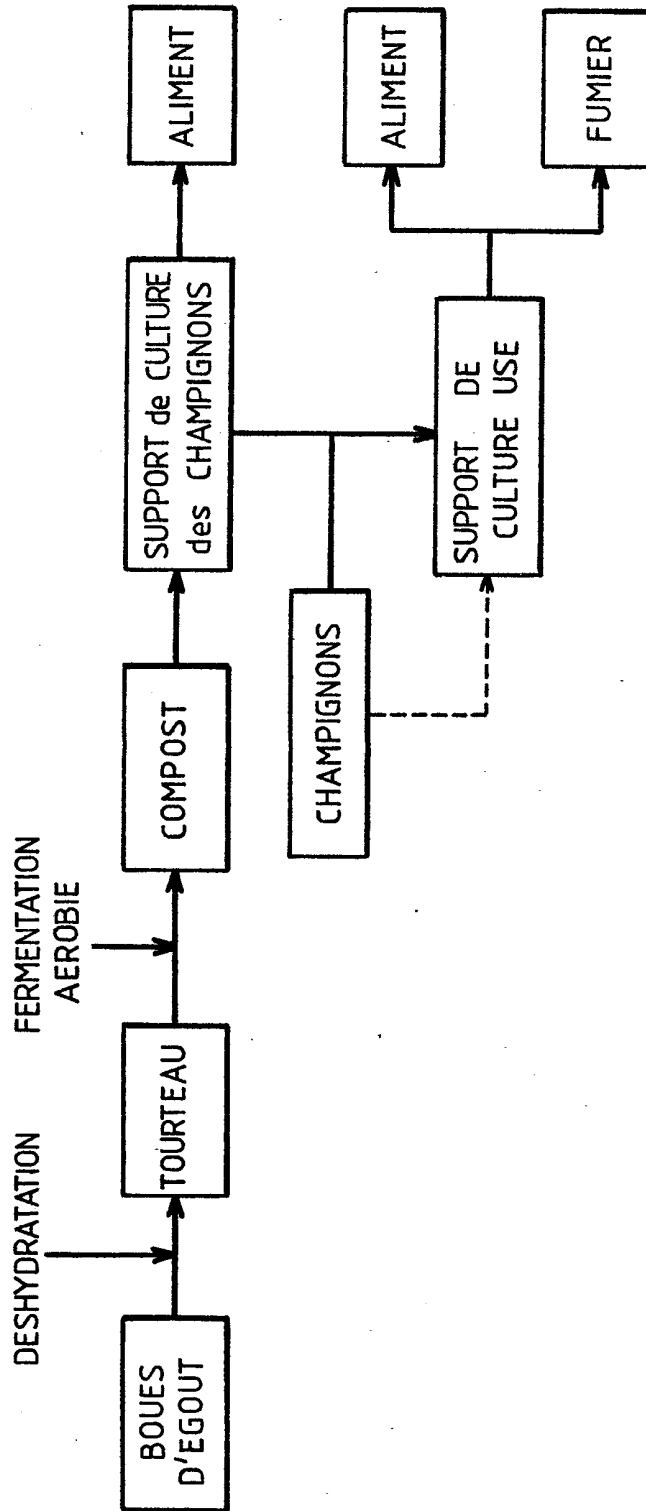 DESHYDRATATION
FERMENTATION
AEROBIE
BOUES
D'EGOUT
TOURTEAU
COMPOST
SUPPORT de CULTURE
des CHAMPIGNONS
ALIMENT
CHAMPIGNONS
SUPPORT DE
CULTURE USE
ALIMENT
FUMIER